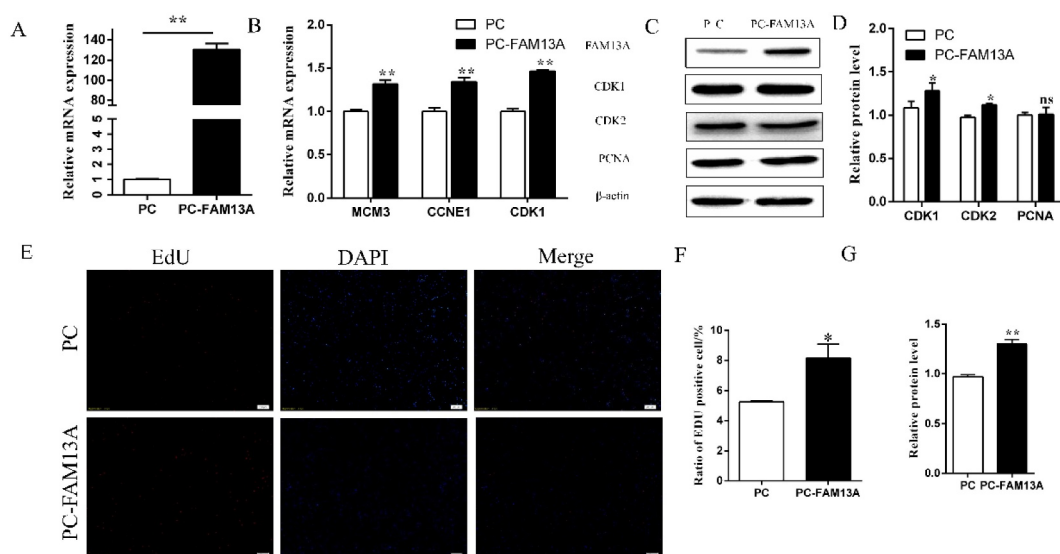 A
Relative mRNA expression
**
140
120
100
80
60
5
4
3
2
1
0
PC
PC-FAM13A
B
Relative mRNA expression
PC
PC-FAM13A
2.0
1.5
1.0
0.5
0.0
**
**
**
MCM3
CCNE1
CDK1
C
P C
PC-FAM13A
FAM13A
CDK1
CDK2
PCNA
β-actin
D
Relative protein level
PC
PC-FAM13A
2.0
1.5
1.0
0.5
0.0
*
*
ns
CDK1
CDK2
PCNA
E
EdU
DAPI
Merge
PC
PC-FAM13A
F
Ratio of EDU positive cell/%
10
8
6
4
2
0
*
PC
PC-FAM13A
G
Relative protein level
1.5
1.0
0.5
0.0
**
PC
PC-FAM13A